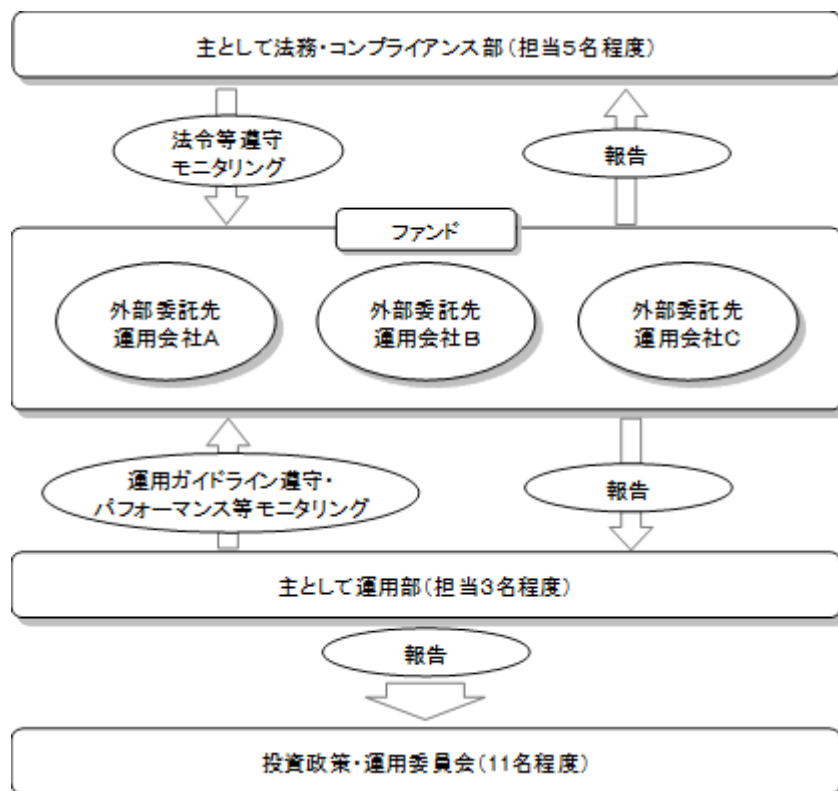 主として法務・コンプライアンス部(担当5名程度)
法令等遵守
モニタリング
報告
ファンド
外部委託先
運用会社A
外部委託先
運用会社B
外部委託先
運用会社C
運用ガイドライン遵守・
パフォーマンス等モニタリング
報告
主として運用部(担当3名程度)
報告
投資政策・運用委員会(11名程度)